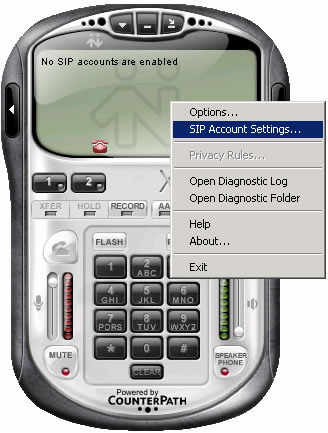 No SIP accounts are enabled
Options...
SIP Account Settings...
Privacy Rules...
Open Diagnostic Log
Open Diagnostic Folder
Help
About...
Exit
1 2
XFER HOLD RECORD
FLASH
1 2 ABC
4 GHI 5 JKL 6 MNO
7 PQRS 8 TUV 9 WXYZ
* 0 #
CLEAR
MUTE
SPEAKER PHONE
Powered by
COUNTERPATH